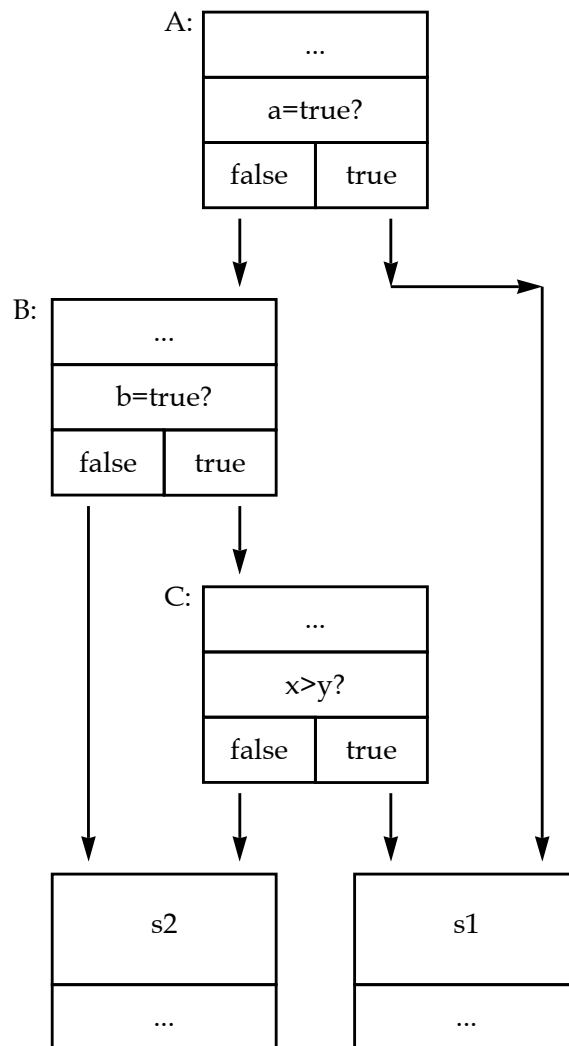 A:
...
a=true?
false true
B:
...
b=true?
false true
C:
...
x>y?
false true
s2 s1
... ...